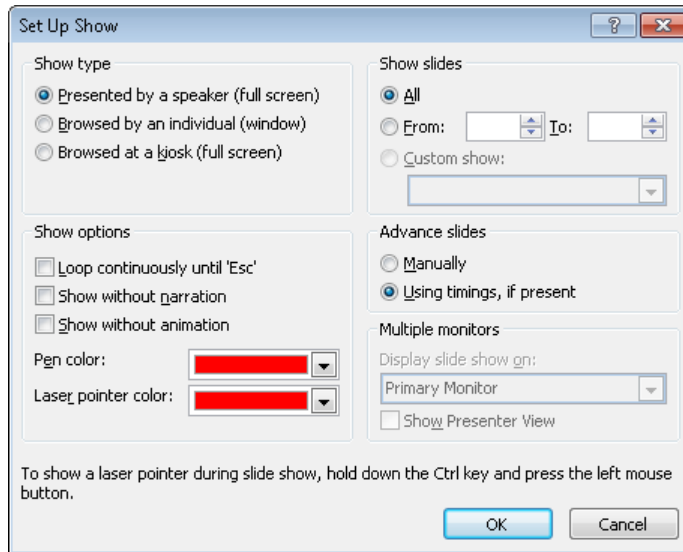 Set Up Show
Show type
Presented by a speaker (full screen)
Browsed by an individual (window)
Browsed at a kiosk (full screen)
Show slides
All
From: To:
Custom show:
Show options
Loop continuously until 'Esc'
Show without narration
Show without animation
Pen color:
Laser pointer color:
Advance slides
Manually
Using timings, if present
Multiple monitors
Display slide show on:
Primary Monitor
Show Presenter View
To show a laser pointer during slide show, hold down the Ctrl key and press the left mouse
button.
OK Cancel